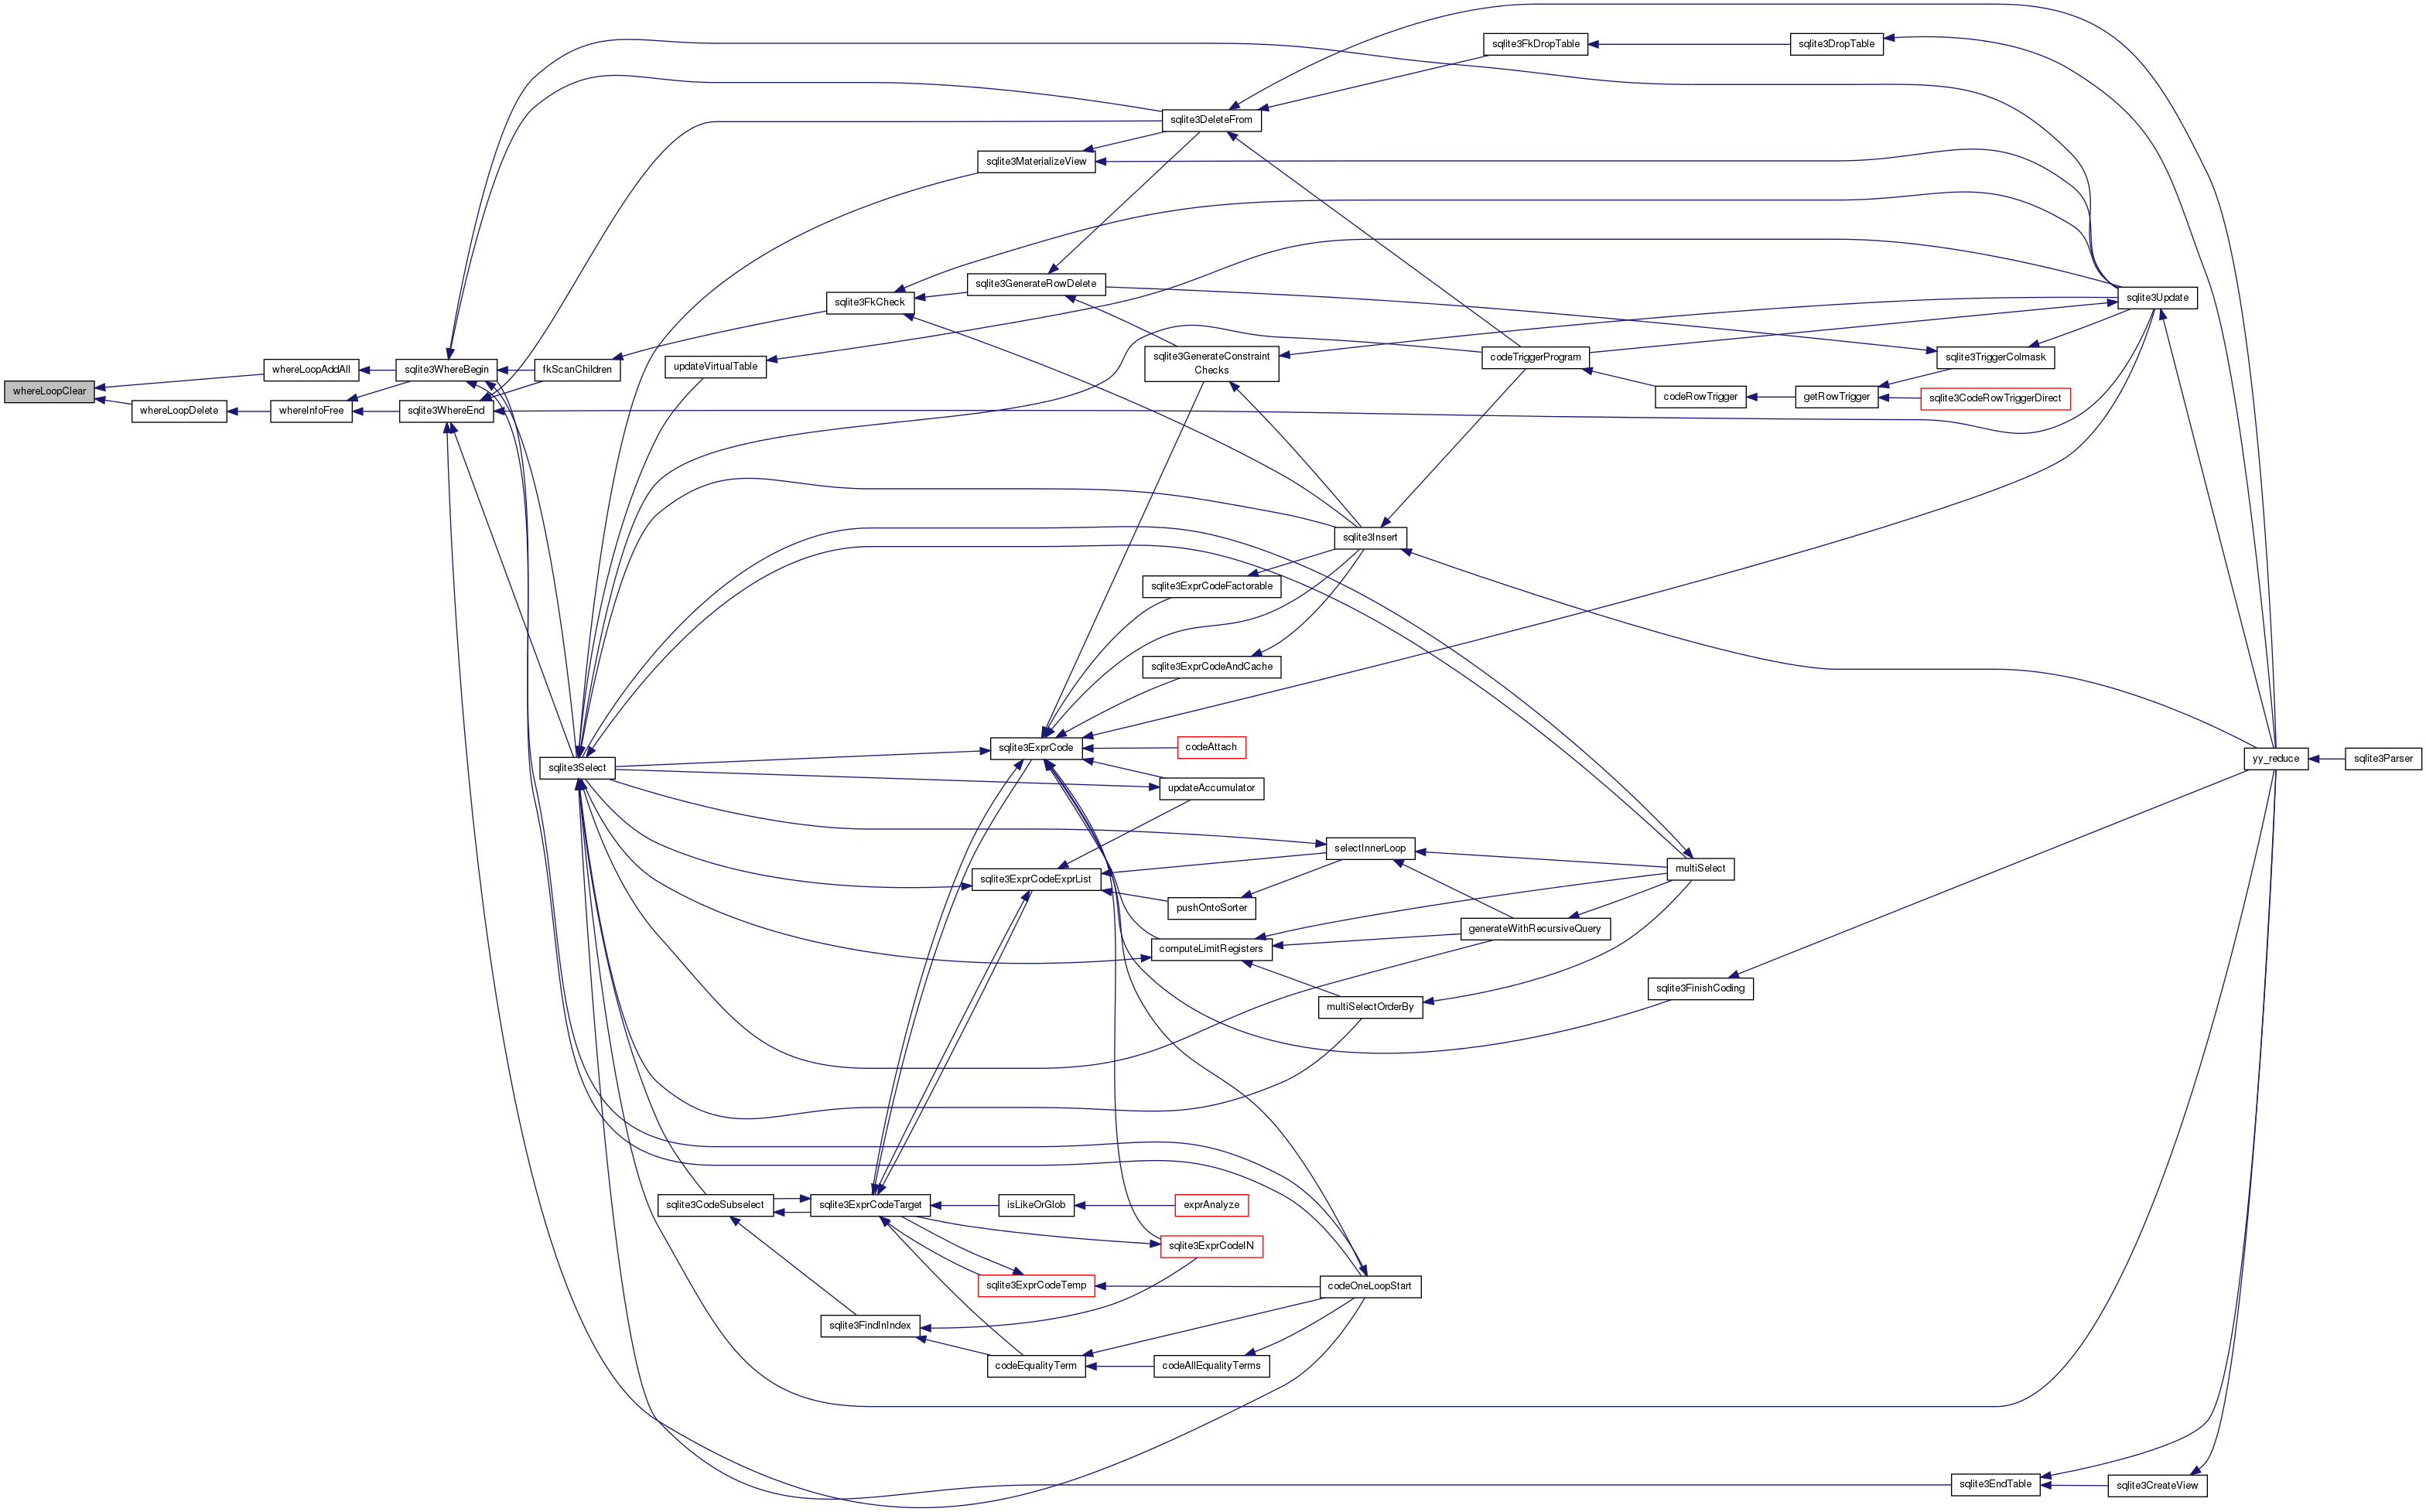 sqlite3FkDropTable
sqlite3DropTable
sqlite3DeleteFrom
sqlite3MaterializeView
sqlite3GenerateRowDelete
sqlite3FkCheck
sqlite3Update
sqlite3GenerateConstraint
Checks
codeTriggerProgram
sqlite3TriggerColmask
whereLoopAddAll
sqlite3WhereBegin
fkScanChildren
updateVirtualTable
whereLoopClear
whereLoopDelete
whereInfoFree
sqlite3WhereEnd
codeRowTrigger
getRowTrigger
sqlite3CodeRowTriggerDirect
sqlite3Insert
sqlite3ExprCodeFactorable
sqlite3ExprCodeAndCache
sqlite3ExprCode
codeAttach
yy_reduce
sqlite3Parser
sqlite3Select
updateAccumulator
selectInnerLoop
multiSelect
sqlite3ExprCodeExprList
pushOntoSorter
generateWithRecursiveQuery
computeLimitRegisters
sqlite3FinishCoding
multiSelectOrderBy
sqlite3CodeSubselect
sqlite3ExprCodeTarget
isLikeOrGlob
exprAnalyze
sqlite3ExprCodeIN
sqlite3ExprCodeTemp
codeOneLoopStart
sqlite3FindInIndex
codeEqualityTerm
codeAllEqualityTerms
sqlite3EndTable
sqlite3CreateView